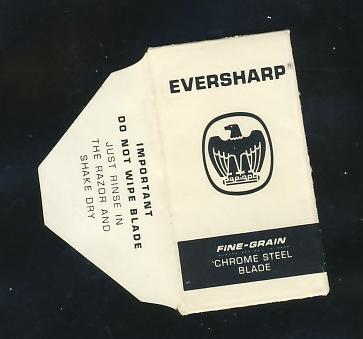 EVERSHARP®
FINE-GRAIN
CHROME STEEL
BLADE
IMPORTANT
DO NOT WIPE BLADE
JUST RINSE IN
THE RAZOR AND
SHAKE DRY